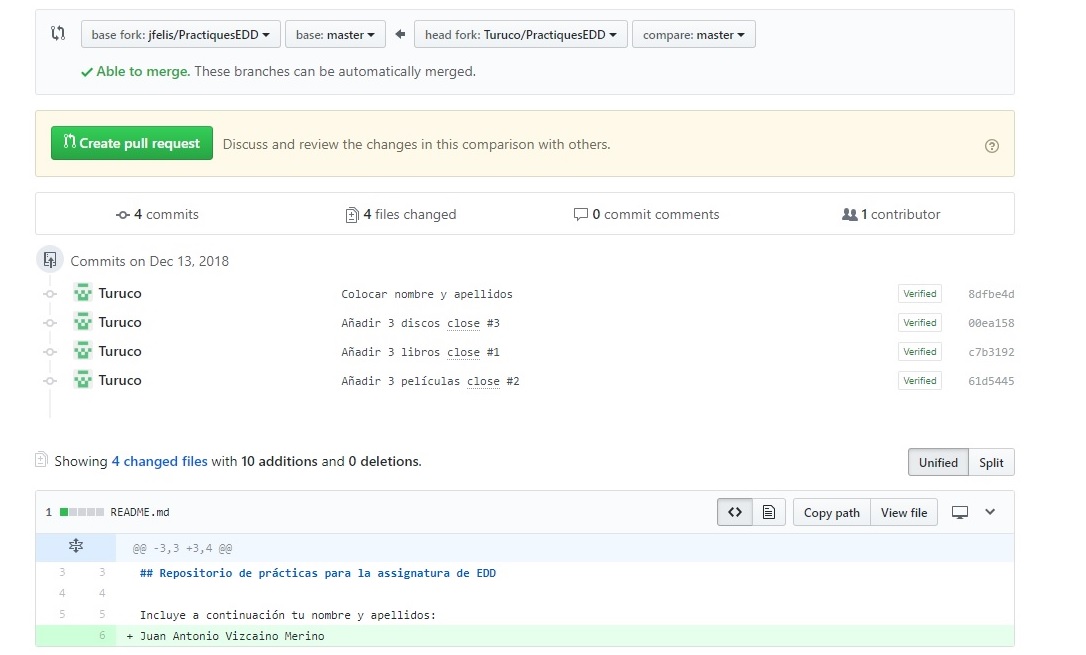 base fork: jfelis/PractiquesEDD base: master head fork: Turuco/PractiquesEDD compare: master
Able to merge. These branches can be automatically merged.
Create pull request Discuss and review the changes in this comparison with others.
4 commits 4 files changed 0 commit comments 1 contributor
Commits on Dec 13, 2018
Turuco Colocar nombre y apellidos Verified 8dfbe4d
Turuco Añadir 3 discos close #3 Verified 00ea158
Turuco Añadir 3 libros close #1 Verified c7b3192
Turuco Añadir 3 películas close #2 Verified 61d5445
Showing 4 changed files with 10 additions and 0 deletions. Unified Split
1 README.md <> Copy path View file
@@ -3,3 +3,4 @@
3 3 ## Repositorio de prácticas para la assignatura de EDD
4 4
5 5 Incluye a continuación tu nombre y apellidos:
6 + Juan Antonio Vizcaino Merino